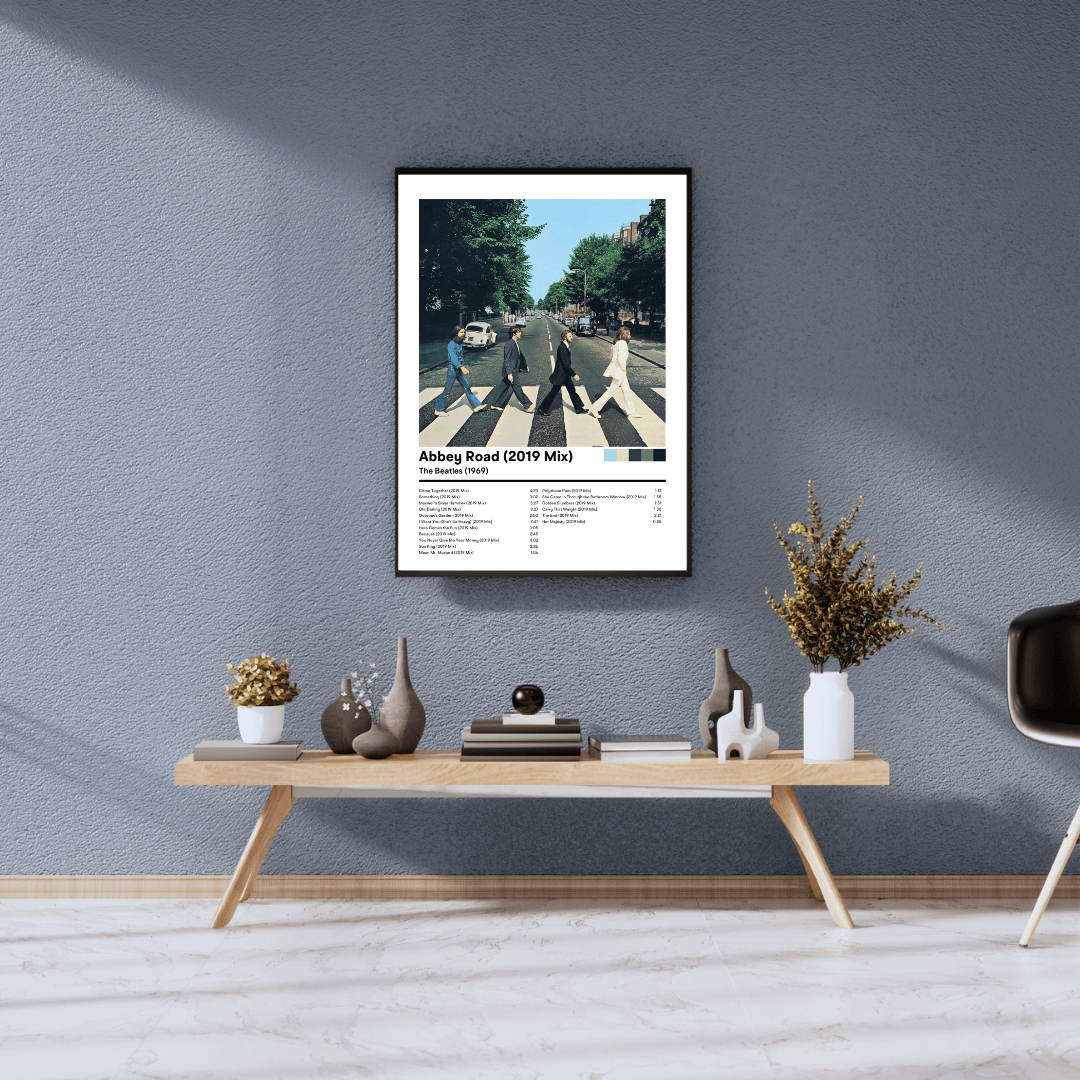 Abbey Road (2019 Mix)
The Beatles (1969)
Come Together (2019 Mix) 4:20
Something (2019 Mix) 3:02
Maxwell's Silver Hammer (2019 Mix) 3:27
Oh! Darling (2019 Mix) 3:27
Octopus's Garden (2019 Mix) 2:50
I Want You (She's So Heavy) (2019 Mix) 7:47
Here Comes the Sun (2019 Mix) 3:05
Because (2019 Mix) 2:45
You Never Give Me Your Money (2019 Mix) 4:02
Sun King (2019 Mix) 2:26
Mean Mr. Mustard (2019 Mix) 1:06
Polythene Pam (2019 Mix) 1:12
She Came In Through the Bathroom Window (2019 Mix) 1:58
Golden Slumbers (2019 Mix) 1:31
Carry That Weight (2019 Mix) 1:36
The End (2019 Mix) 2:21
Her Majesty (2019 Mix) 0:25